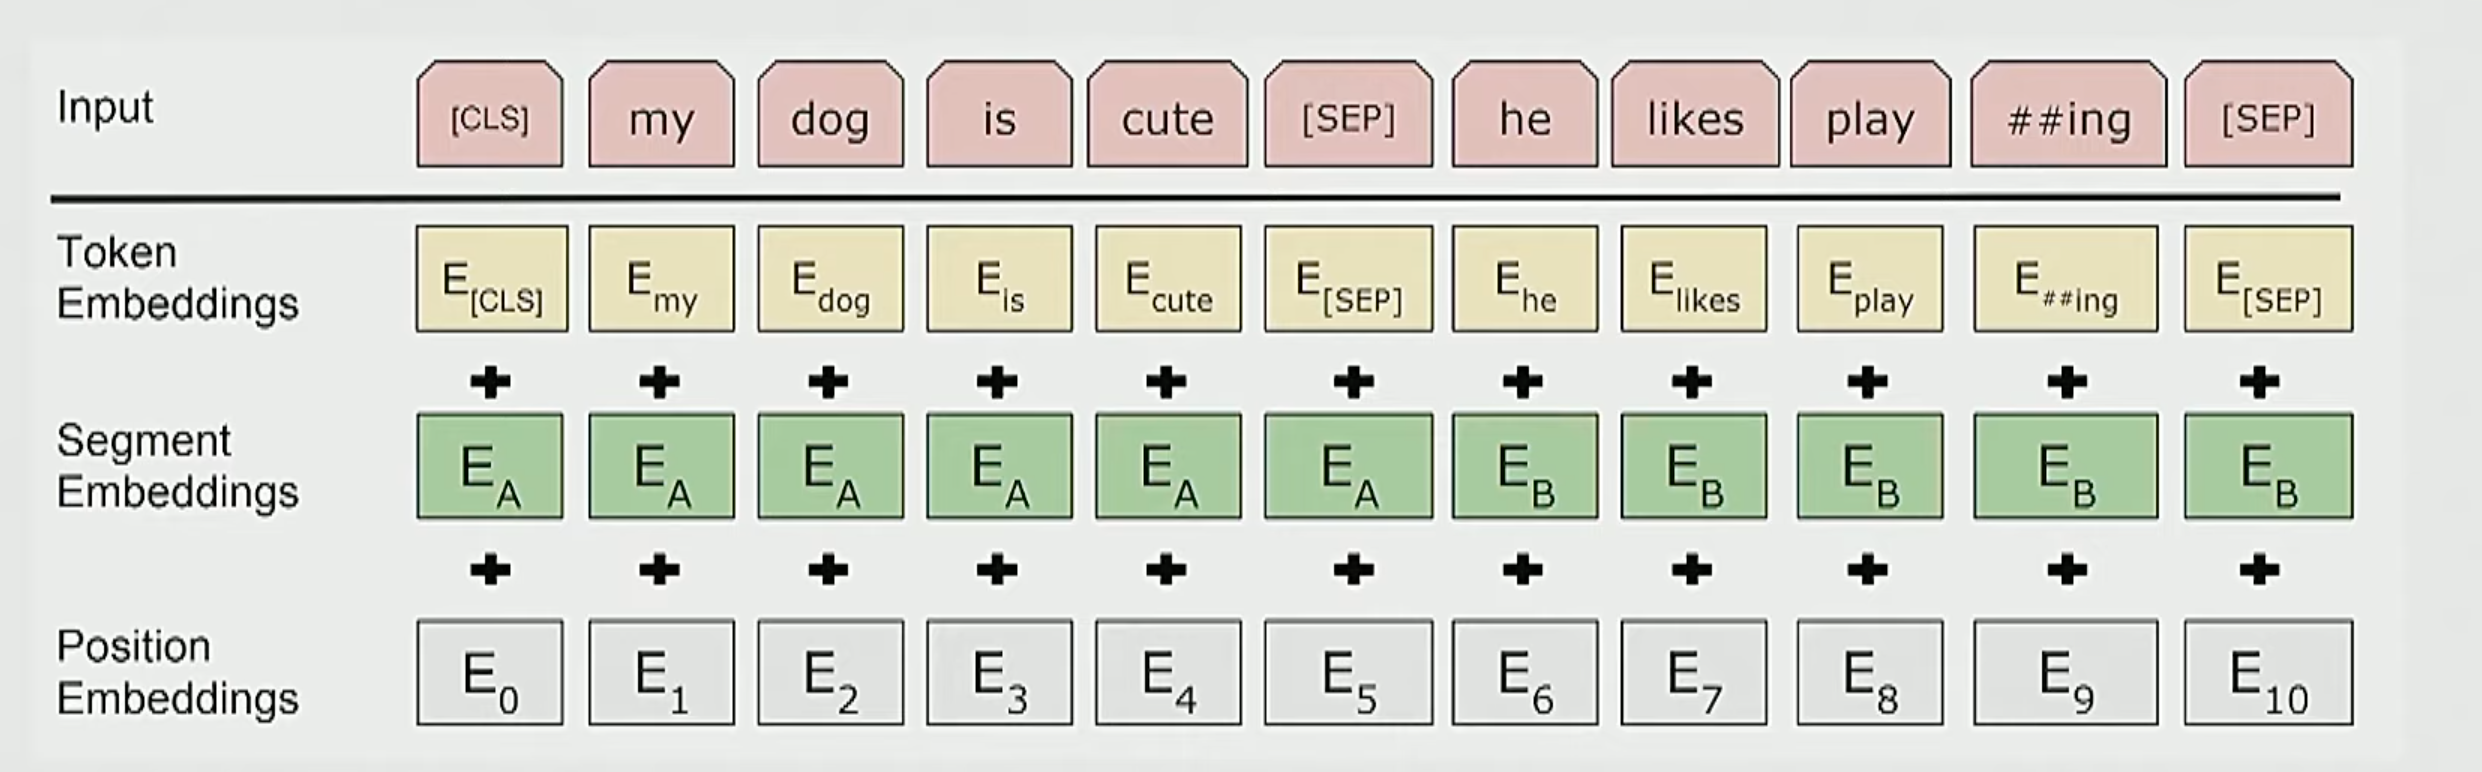 Input [CLS] my dog is cute [SEP] he likes play ##ing [SEP]
Token
Embeddings E[CLS] Emy Edog Eis Ecute E[SEP] Ehe Elikes Eplay E##ing E[SEP]
+ + + + + + + + + + +
Segment
Embeddings EA EA EA EA EA EA EB EB EB EB EB
+ + + + + + + + + + +
Position
Embeddings E0 E1 E2 E3 E4 E5 E6 E7 E8 E9 E10